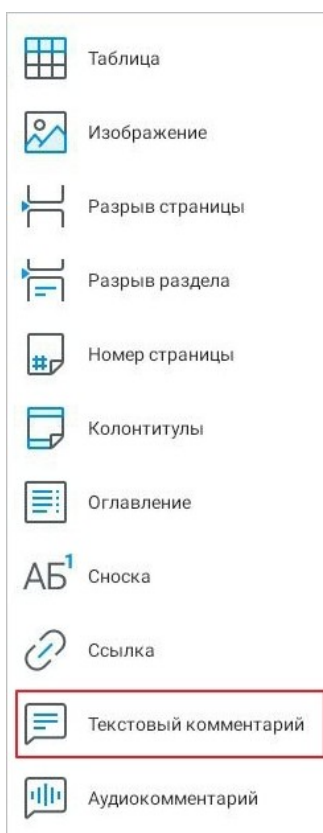 Таблица
Изображение
Разрыв страницы
Разрыв раздела
# Номер страницы
Колонтитулы
Оглавление
АБ1 Сноска
Ссылка
Текстовый комментарий
Аудиокомментарий